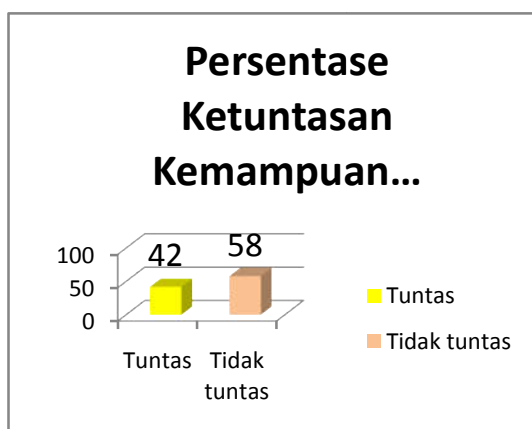 Persentase
Ketuntasan
Kemampuan…
100
50
0
42
58
Tuntas
Tidak
tuntas
Tuntas
Tidak tuntas